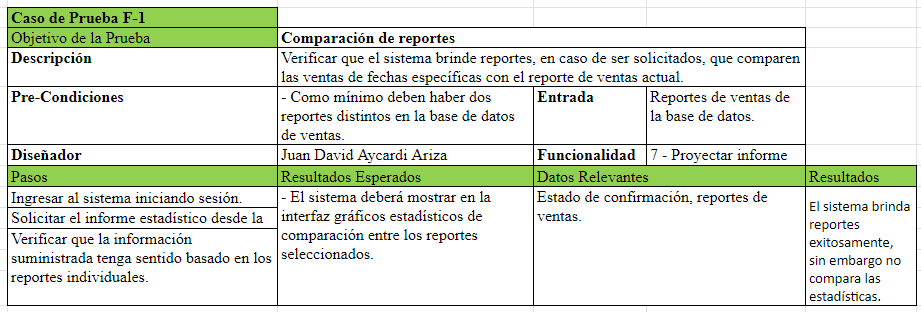 Caso de Prueba F-1
Objetivo de la Prueba
Comparación de reportes
Descripción
Verificar que el sistema brinde reportes, en caso de ser solicitados, que comparen
las ventas de fechas específicas con el reporte de ventas actual.
Pre-Condiciones
- Como mínimo deben haber dos
reportes distintos en la base de datos
de ventas.
Entrada
Reportes de ventas de
la base de datos.
Diseñador
Juan David Aycardi Ariza
Funcionalidad
7 - Proyectar informe
Pasos
Resultados Esperados
Datos Relevantes
Resultados
Ingresar al sistema iniciando sesión.
Solicitar el informe estadístico desde la
Verificar que la información
suministrada tenga sentido basado en los
reportes individuales.
- El sistema deberá mostrar en la
interfaz gráficos estadísticos de
comparación entre los reportes
seleccionados.
Estado de confirmación, reportes de
ventas.
El sistema brinda
reportes
exitosamente,
sin embargo no
compara las
estadísticas.